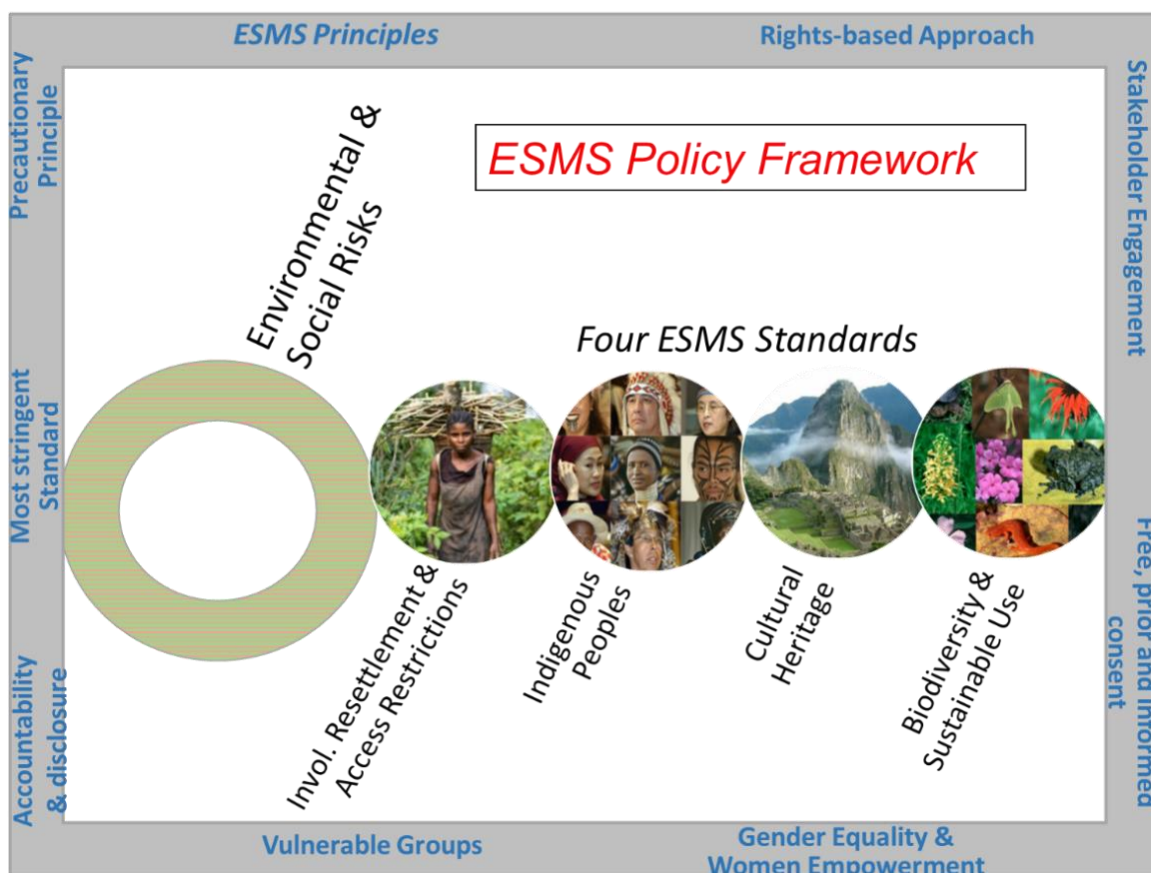 ESMS Principles
Rights-based Approach
Precautionary
Principle
Most stringent
Standard
Accountability
& disclosure
Environmental &
Social Risks
ESMS Policy Framework
Four ESMS Standards
Invol. Resettlement &
Access Restrictions
Indigenous
Peoples
Cultural
Heritage
Biodiversity &
Sustainable Use
Stakeholder Engagement
Free, prior and informed
consent
Vulnerable Groups
Gender Equality &
Women Empowerment